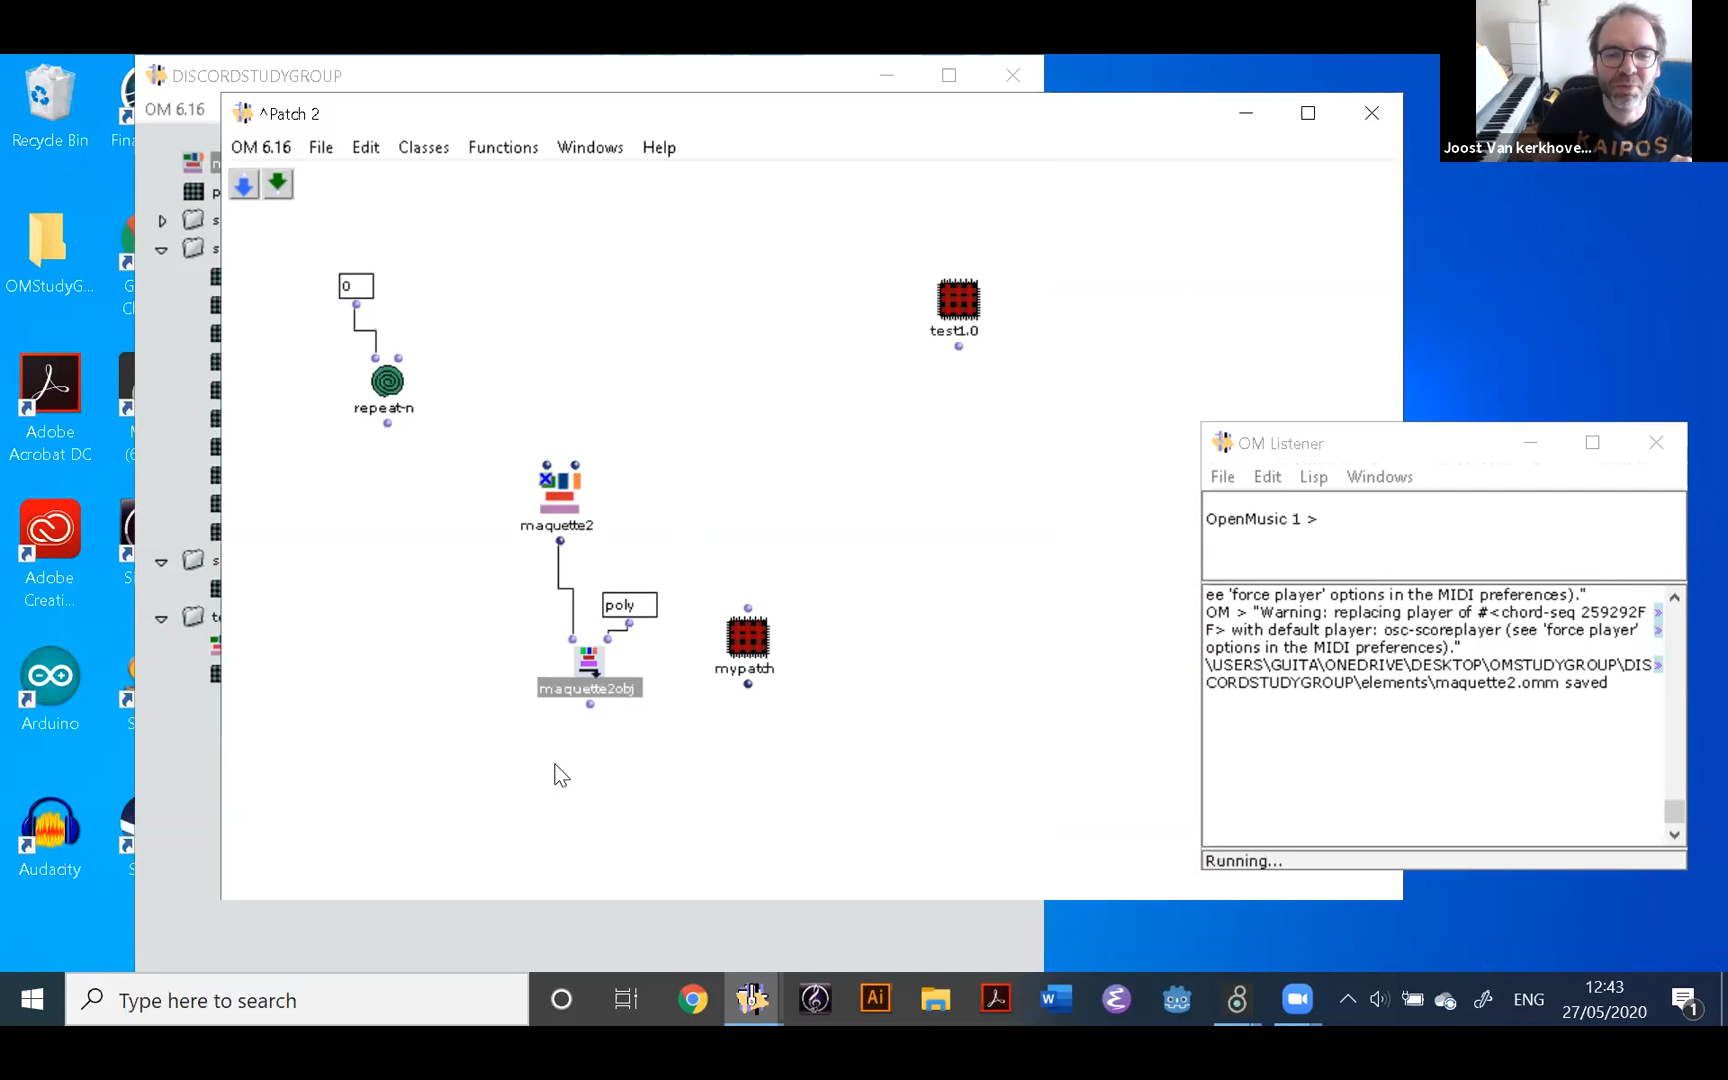 DISCORDSTUDYGROUP
OM 6.16
^Patch 2
OM 6.16 File Edit Classes Functions Windows Help
0
repeat-n
test1.0
maquette2
poly
maquette2obj
mypatch
Recycle Bin
OMStudyG...
Adobe
Acrobat DC
Adobe
Creati...
Arduino
Audacity
OM Listener
File Edit Lisp Windows
OpenMusic 1 >
ee 'force player' options in the MIDI preferences)."
OM > "Warning: replacing player of #<chord-seq 259292F
F> with default player: osc-scoreplayer (see 'force player'
options in the MIDI preferences)."
\USERS\GUITA\ONEDRIVE\DESKTOP\OMSTUDYGROUP\DIS
CORDSTUDYGROUP\elements\maquette2.omm saved
Running...
KAIPOS
Joost Van kerkhove...
Type here to search
Ai
W
ENG
12:43
27/05/2020
1